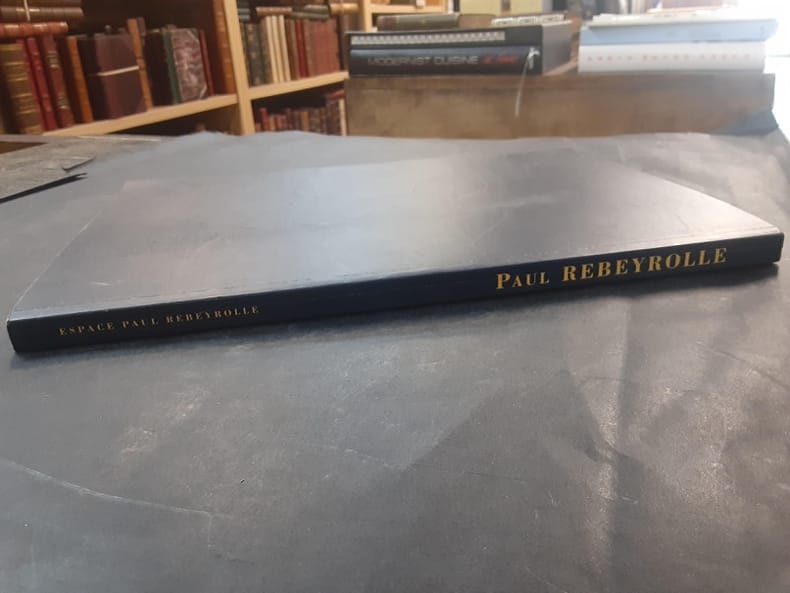 MODERNIST CUISINE
ESPACE PAUL REBEYROLLE
PAUL REBEYROLLE